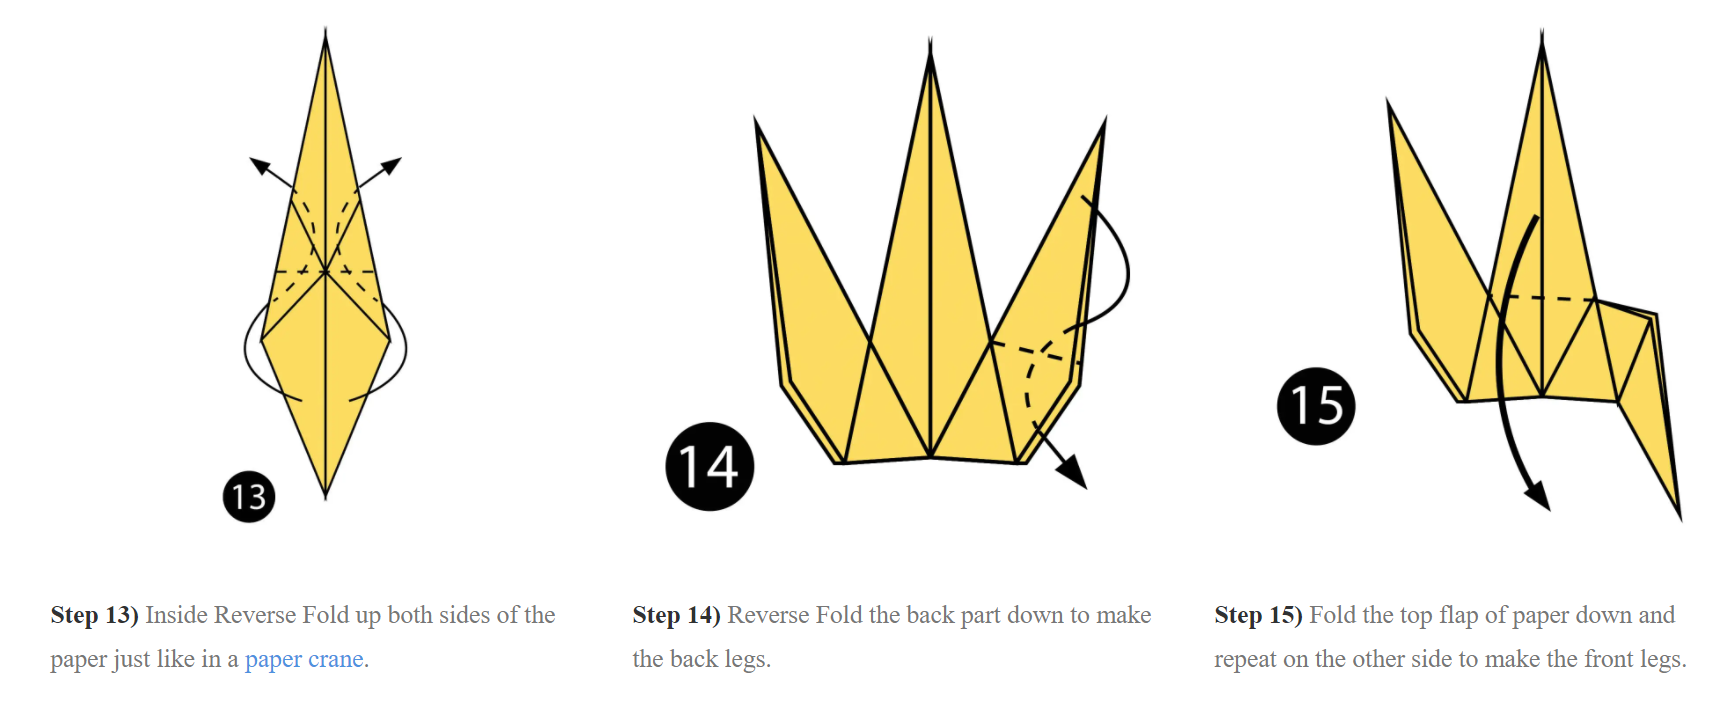 13
14
15
Step 13) Inside Reverse Fold up both sides of the
paper just like in a paper crane.
Step 14) Reverse Fold the back part down to make
the back legs.
Step 15) Fold the top flap of paper down and
repeat on the other side to make the front legs.